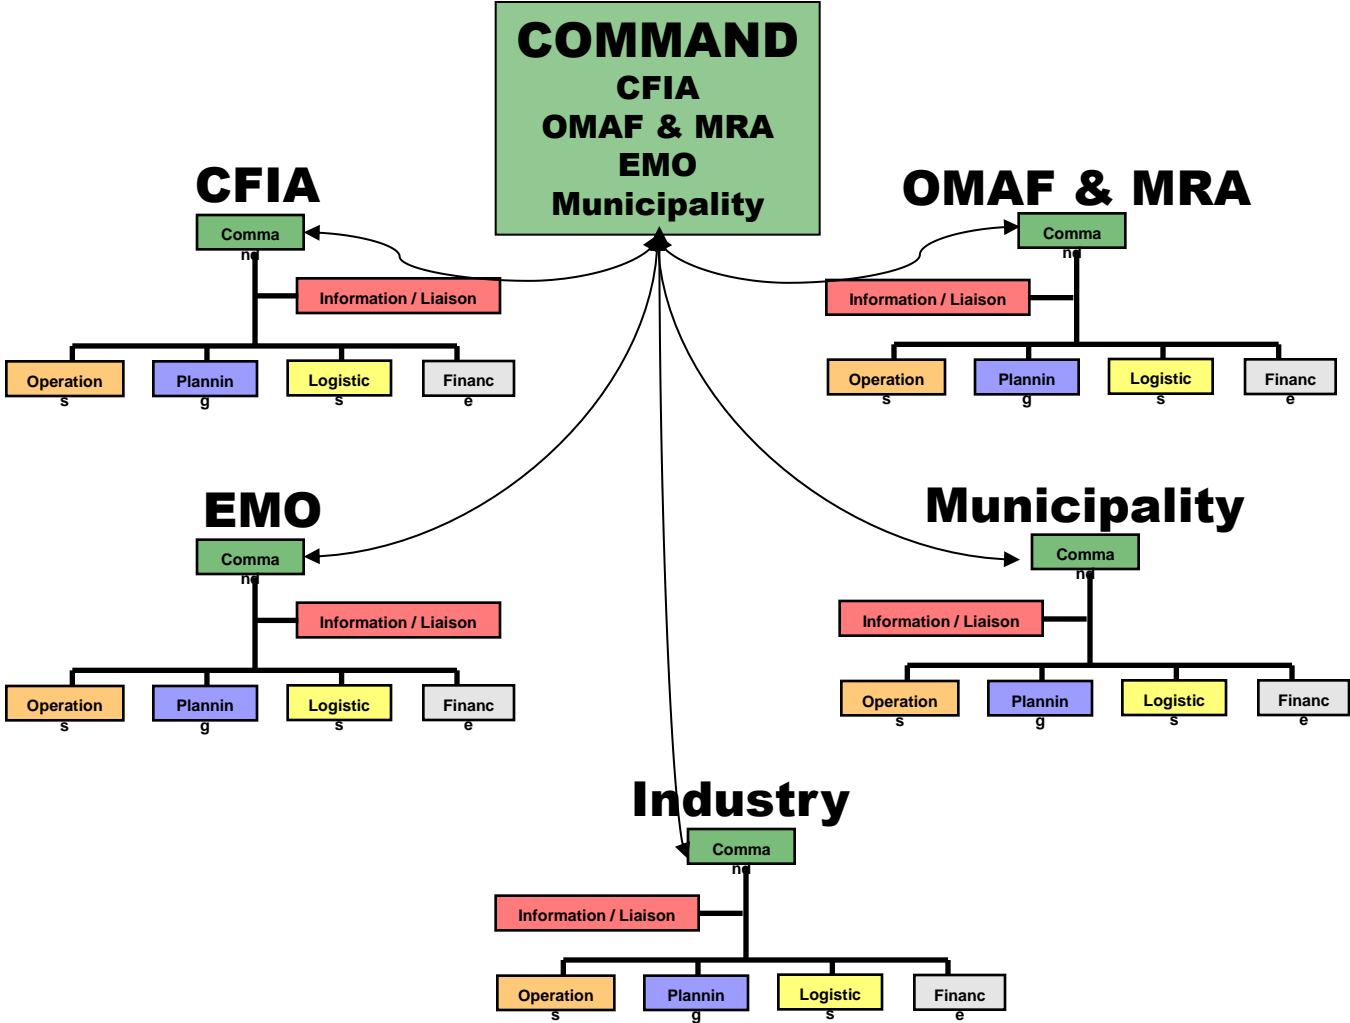 COMMAND
CFIA
OMAF & MRA
EMO
Municipality
CFIA
Comma
nd
Information / Liaison
Operation
s
Plannin
g
Logistic
s
Financ
e
OMAF & MRA
Comma
nd
Information / Liaison
Operation
s
Plannin
g
Logistic
s
Financ
e
EMO
Comma
nd
Information / Liaison
Operation
s
Plannin
g
Logistic
s
Financ
e
Municipality
Comma
nd
Information / Liaison
Operation
s
Plannin
g
Logistic
s
Financ
e
Industry
Comma
nd
Information / Liaison
Operation
s
Plannin
g
Logistic
s
Financ
e